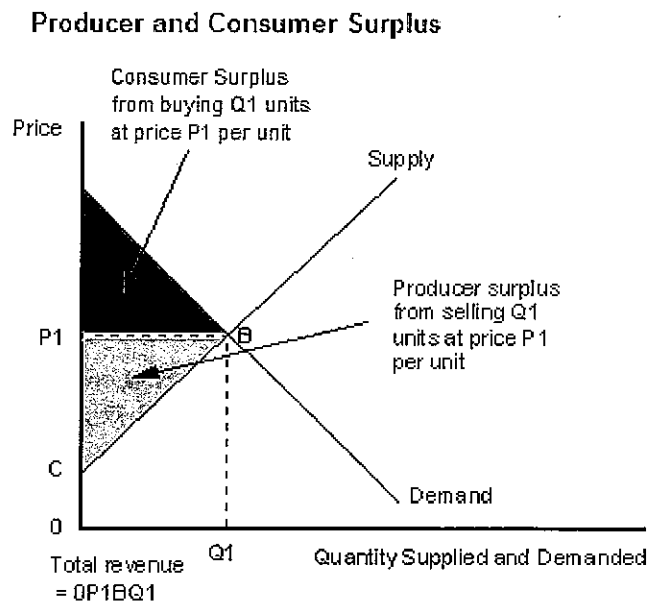 Producer and Consumer Surplus
Consumer Surplus
from buying Q1 units
at price P1 per unit
Price
Supply
Producer surplus
from selling Q1
units at price P1
per unit
P1
B
C
Demand
0
Q1
Quantity Supplied and Demanded
Total revenue
= 0P1BQ1